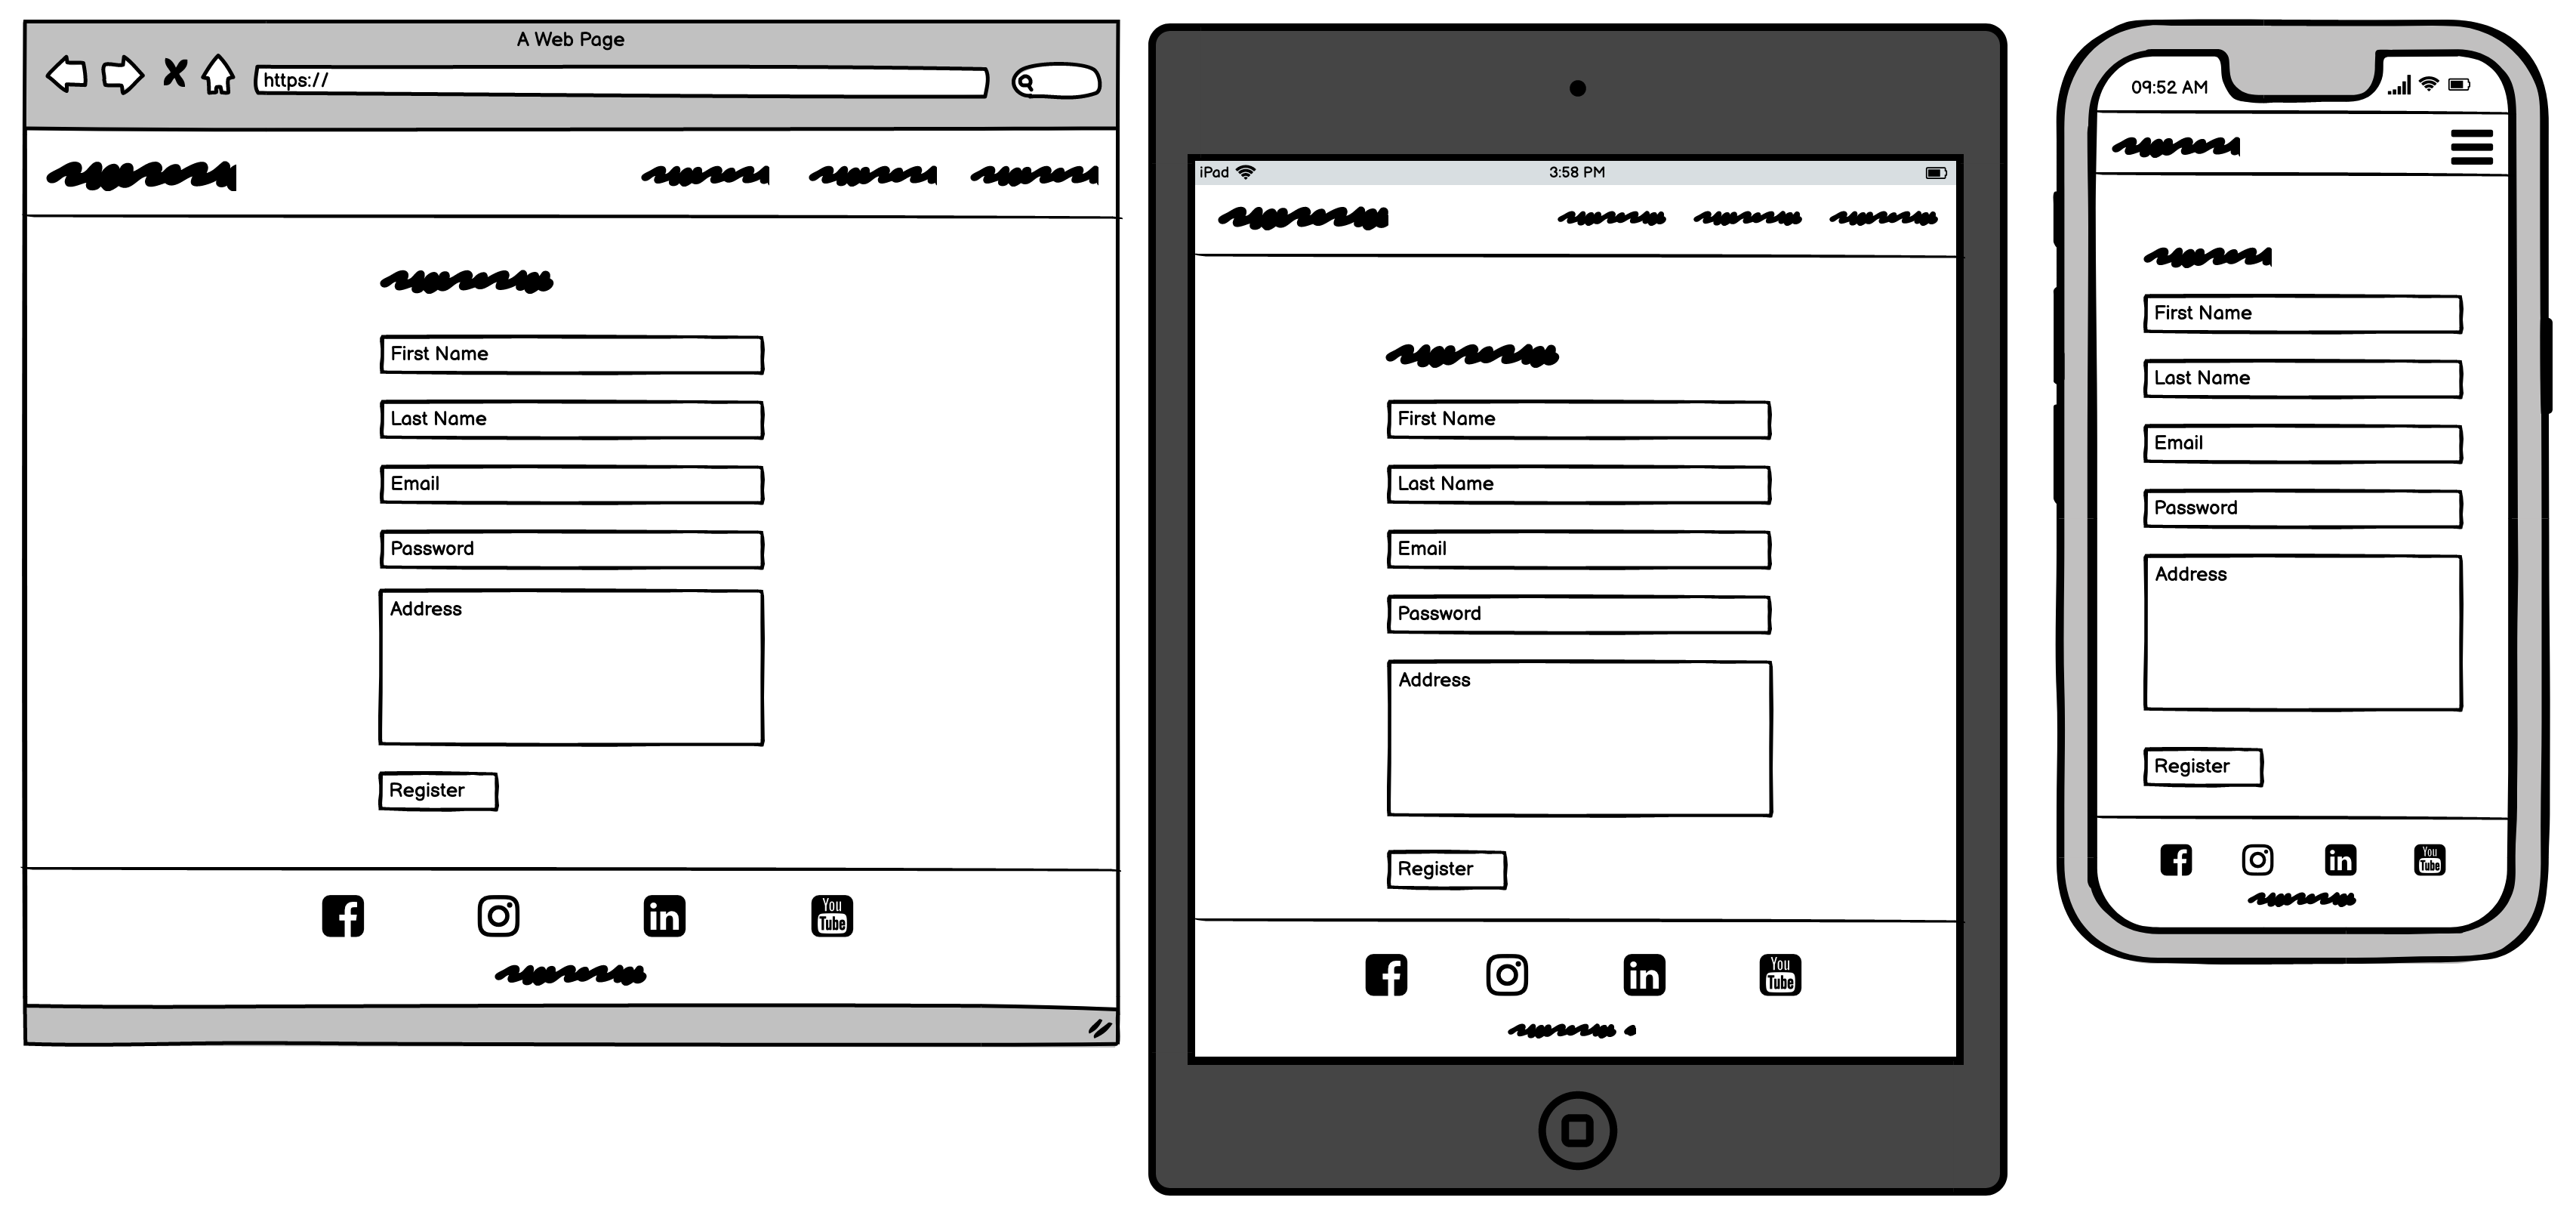 A Web Page
https://
First Name
Last Name
Email
Password
Address
Register
You
Tube
iPad
3:58 PM
First Name
Last Name
Email
Password
Address
Register
You
Tube
09:52 AM
First Name
Last Name
Email
Password
Address
Register
You
Tube